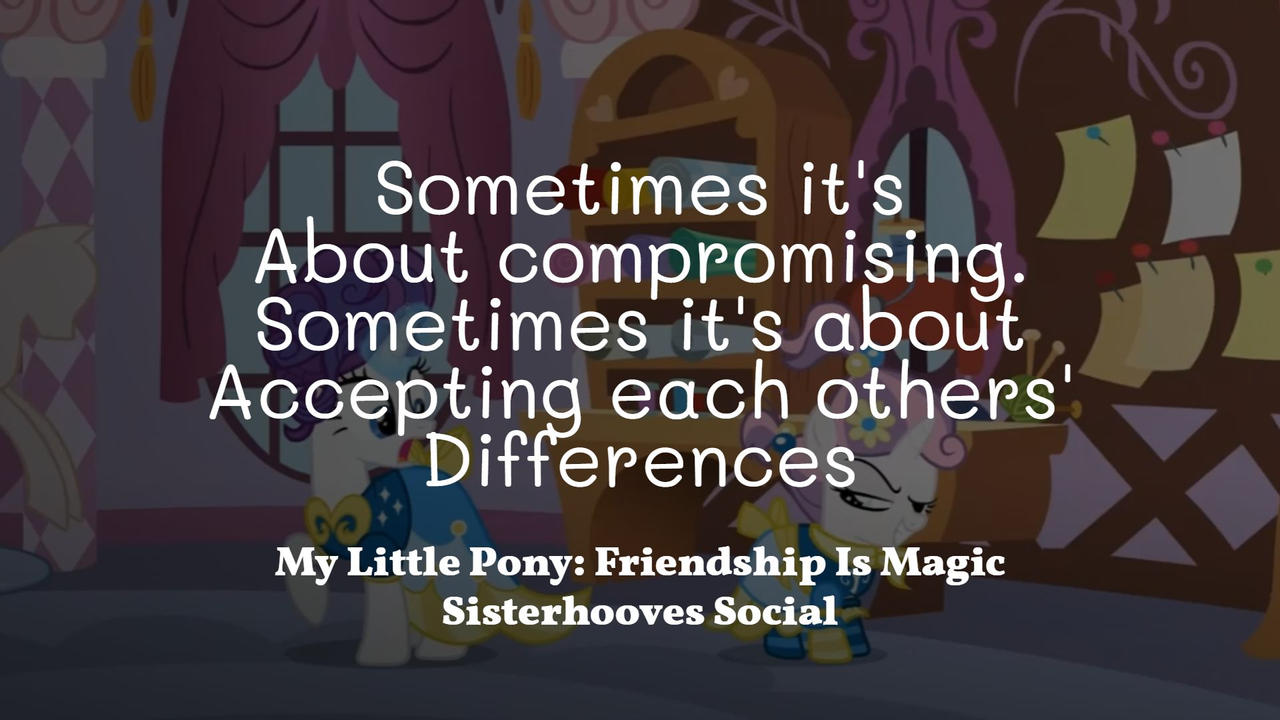 Sometimes it's
About compromising.
Sometimes it's about
Accepting each others'
Differences
My Little Pony: Friendship Is Magic
Sisterhooves Social